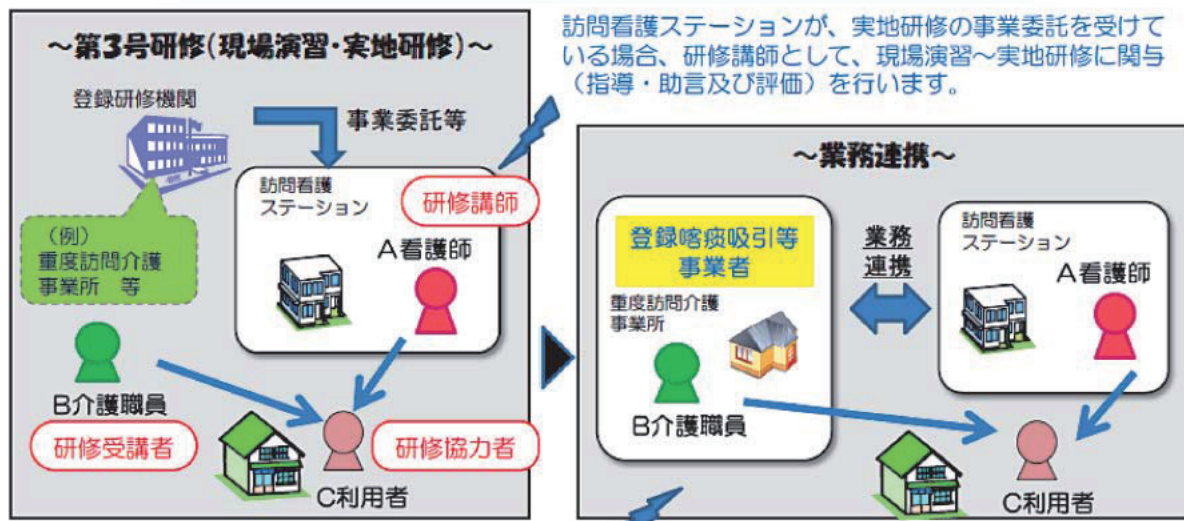 ～第3号研修(現場演習・実地研修)～
登録研修機関
事業委託等
訪問看護
ステーション
研修講師
A看護師
（例）
重度訪問介護
事業所 等
B介護職員
研修受講者
研修協力者
C利用者
訪問看護ステーションが、実地研修の事業委託を受けて
いる場合、研修講師として、現場演習～実地研修に関与
（指導・助言及び評価）を行います。
～業務連携～
登録喀痰吸引等
事業者
重度訪問介護
事業所
B介護職員
業務
連携
訪問看護
ステーション
A看護師
C利用者